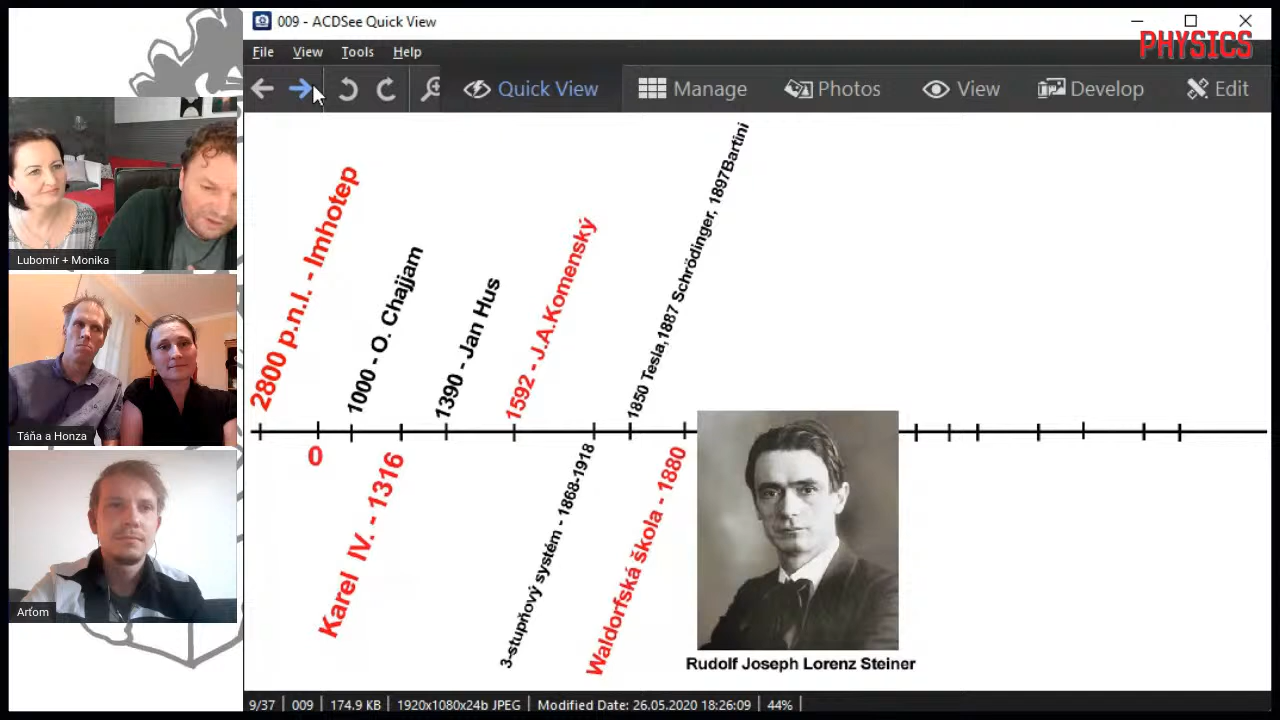 009 - ACDSee Quick View
PHYSICS
File View Tools Help
Quick View Manage Photos View Develop Edit
2800 p.n.l. - Imhotep
1000 - O. Chajjam
1390 - Jan Hus
1592 - J.A.Komenský
1850 Tesla,1887 Schrödinger, 1897Bartini
0
Karel IV. - 1316
3-stupňový systém - 1868-1918
Waldorfská škola - 1880
Rudolf Joseph Lorenz Steiner
Lubomír + Monika
Táňa a Honza
Arťom
9/37 009 174.9 KB 1920x1080x24b JPEG Modified Date: 26.05.2020 18:26:09 44%